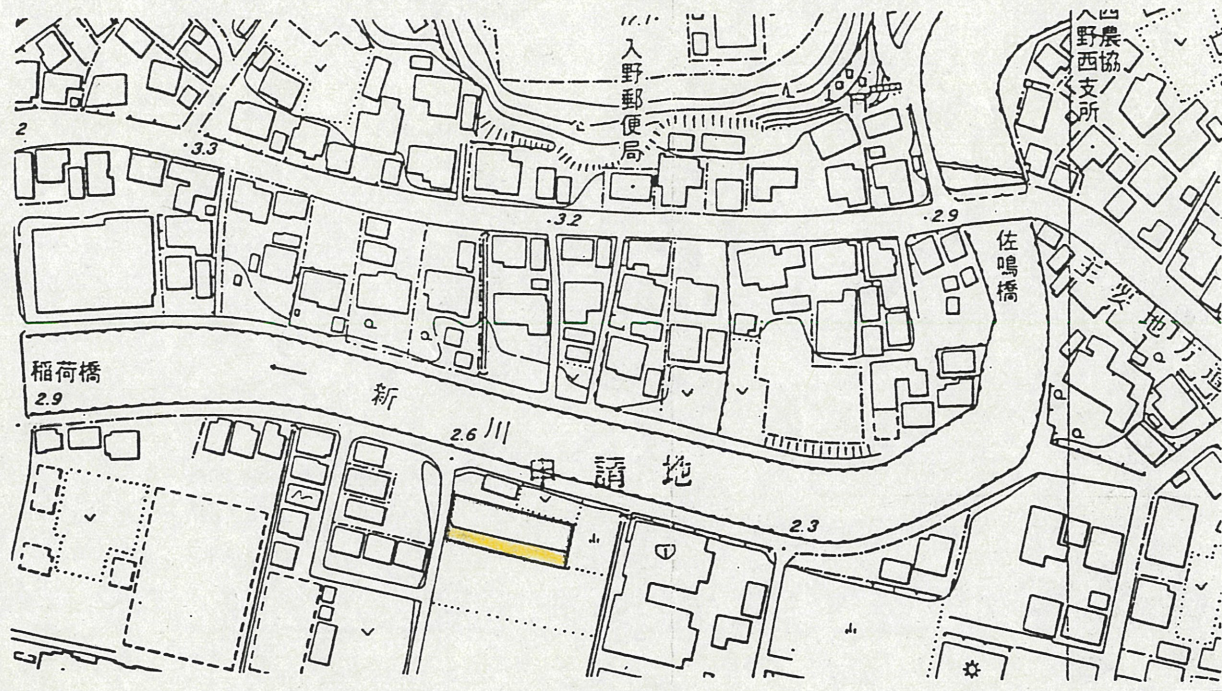 入野郵便局
西農協
入野西支所
2
3.3
3.2
2.9
佐鳴橋
主要地方道
稲荷橋
2.9
新川
2.6
申請地
2.3